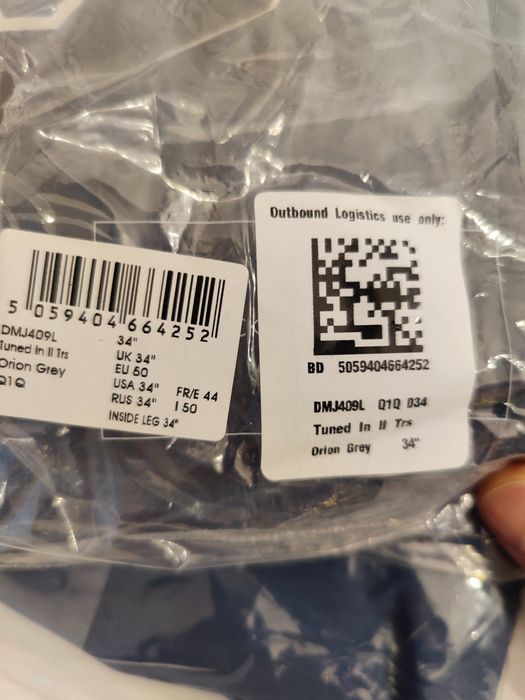 5 059404 664252
DMJ409L
Tuned In II Trs
Orion Grey
Q1Q
34"
UK 34"
EU 50
USA 34"
RUS 34"
FR/E 44
I 50
INSIDE LEG 34"
Outbound Logistics use only:
BD 5059404664252
DMJ409L Q1Q 034
Tuned In II Trs
Orion Grey 34"